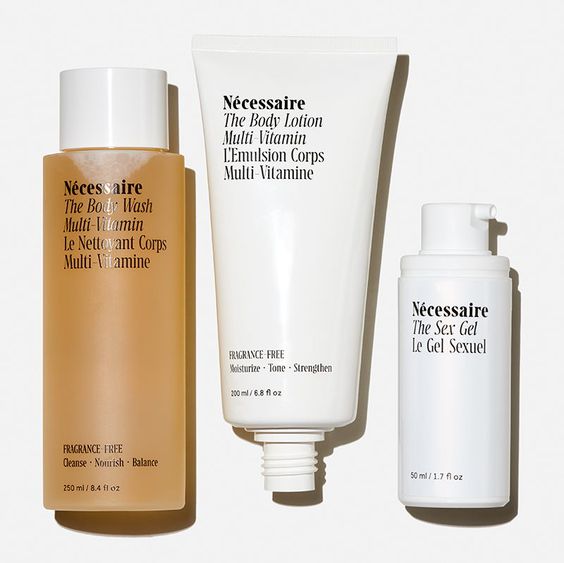 Nécessaire
The Body Wash
Multi-Vitamin
Le Nettoyant Corps
Multi-Vitamine
FRAGRANCE-FREE
Cleanse · Nourish · Balance
250 ml / 8.4 fl oz
Nécessaire
The Body Lotion
Multi-Vitamin
L'Emulsion Corps
Multi-Vitamine
FRAGRANCE-FREE
Moisturize · Tone · Strengthen
200 ml / 6.8 fl oz
Nécessaire
The Sex Gel
Le Gel Sexuel
50 ml / 1.7 fl oz